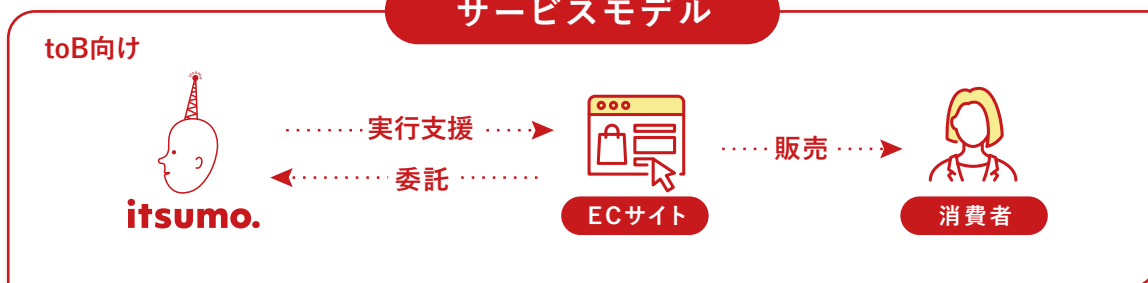 サービスモデル
toB向け
実行支援
委託
販売
itsumo.
ECサイト
消費者